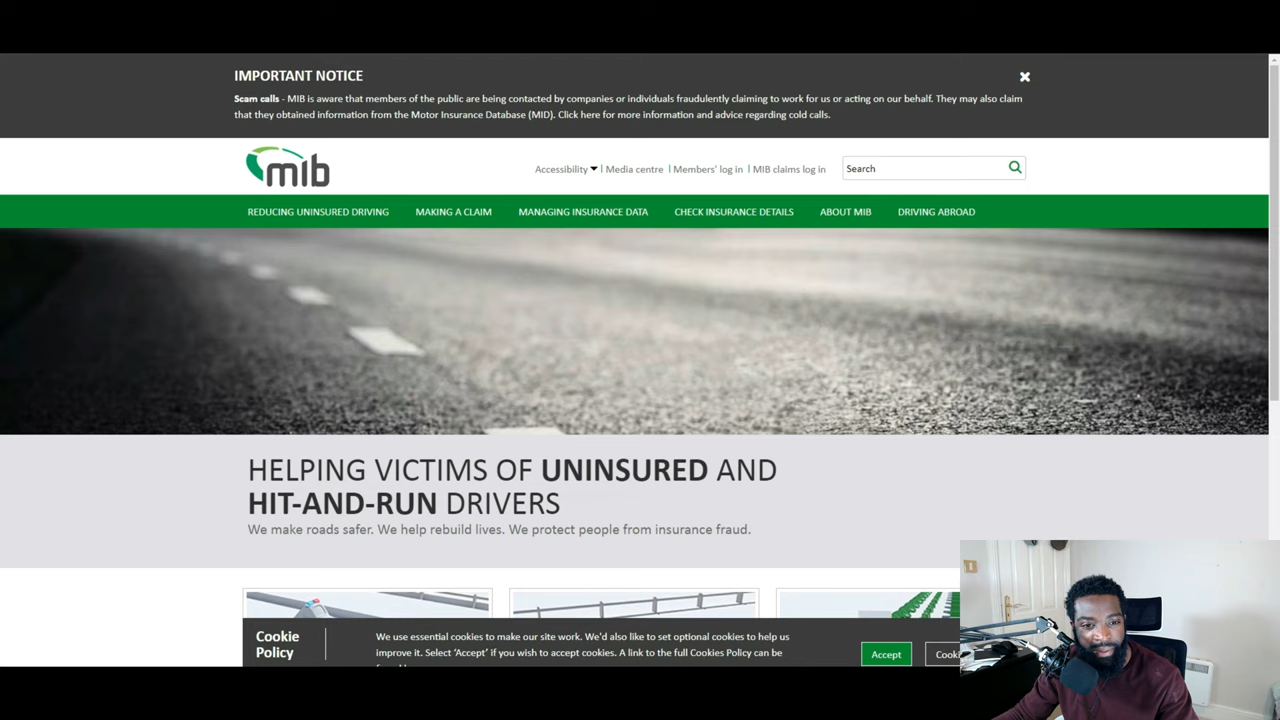 IMPORTANT NOTICE
Scam calls - MIB is aware that members of the public are being contacted by companies or individuals fraudulently claiming to work for us or acting on our behalf. They may also claim
that they obtained information from the Motor Insurance Database (MID). Click here for more information and advice regarding cold calls.
mib
Accessibility Media centre Members' log in MIB claims log in Search
REDUCING UNINSURED DRIVING MAKING A CLAIM MANAGING INSURANCE DATA CHECK INSURANCE DETAILS ABOUT MIB DRIVING ABROAD
HELPING VICTIMS OF UNINSURED AND
HIT-AND-RUN DRIVERS
We make roads safer. We help rebuild lives. We protect people from insurance fraud.
Cookie
Policy
We use essential cookies to make our site work. We'd also like to set optional cookies to help us
improve it. Select 'Accept' if you wish to accept cookies. A link to the full Cookies Policy can be
Accept